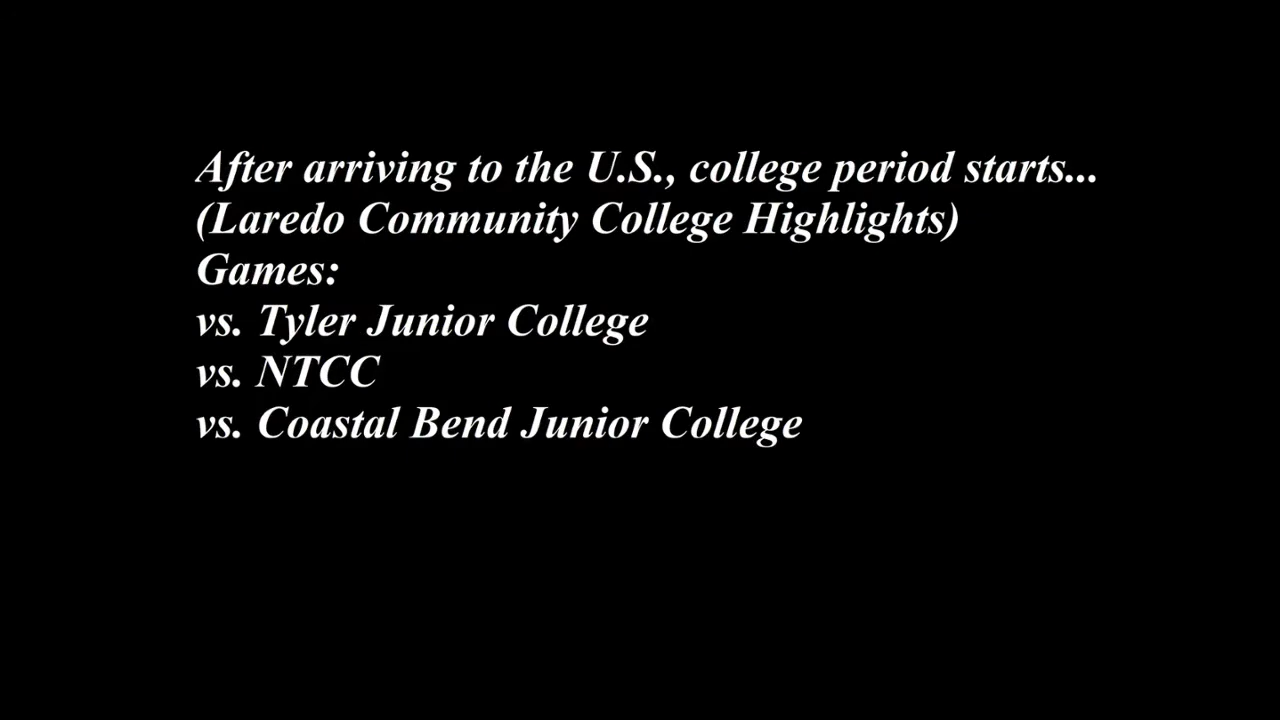 After arriving to the U.S., college period starts...
(Laredo Community College Highlights)
Games:
vs. Tyler Junior College
vs. NTCC
vs. Coastal Bend Junior College